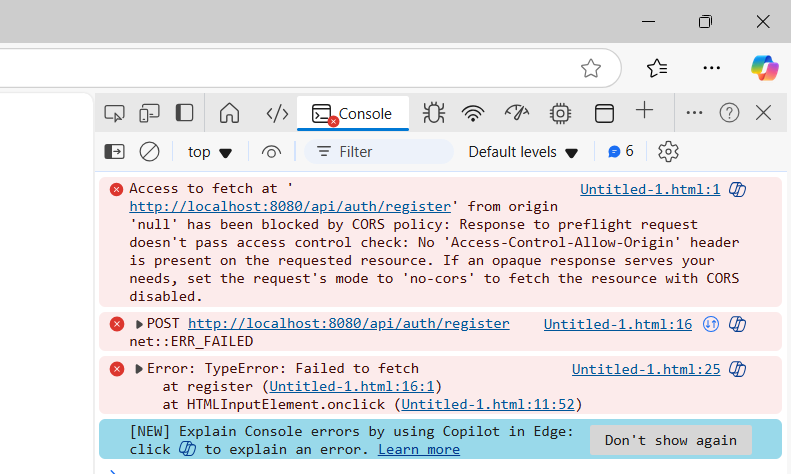 Console
top
Filter
Default levels
6
Access to fetch at '
Untitled-1.html:1
http://localhost:8080/api/auth/register' from origin
'null' has been blocked by CORS policy: Response to preflight request
doesn't pass access control check: No 'Access-Control-Allow-Origin' header
is present on the requested resource. If an opaque response serves your
needs, set the request's mode to 'no-cors' to fetch the resource with CORS
disabled.
POST http://localhost:8080/api/auth/register
Untitled-1.html:16
net::ERR_FAILED
Error: TypeError: Failed to fetch
Untitled-1.html:25
at register (Untitled-1.html:16:1)
at HTMLInputElement.onclick (Untitled-1.html:11:52)
[NEW] Explain Console errors by using Copilot in Edge:
click to explain an error. Learn more
Don't show again